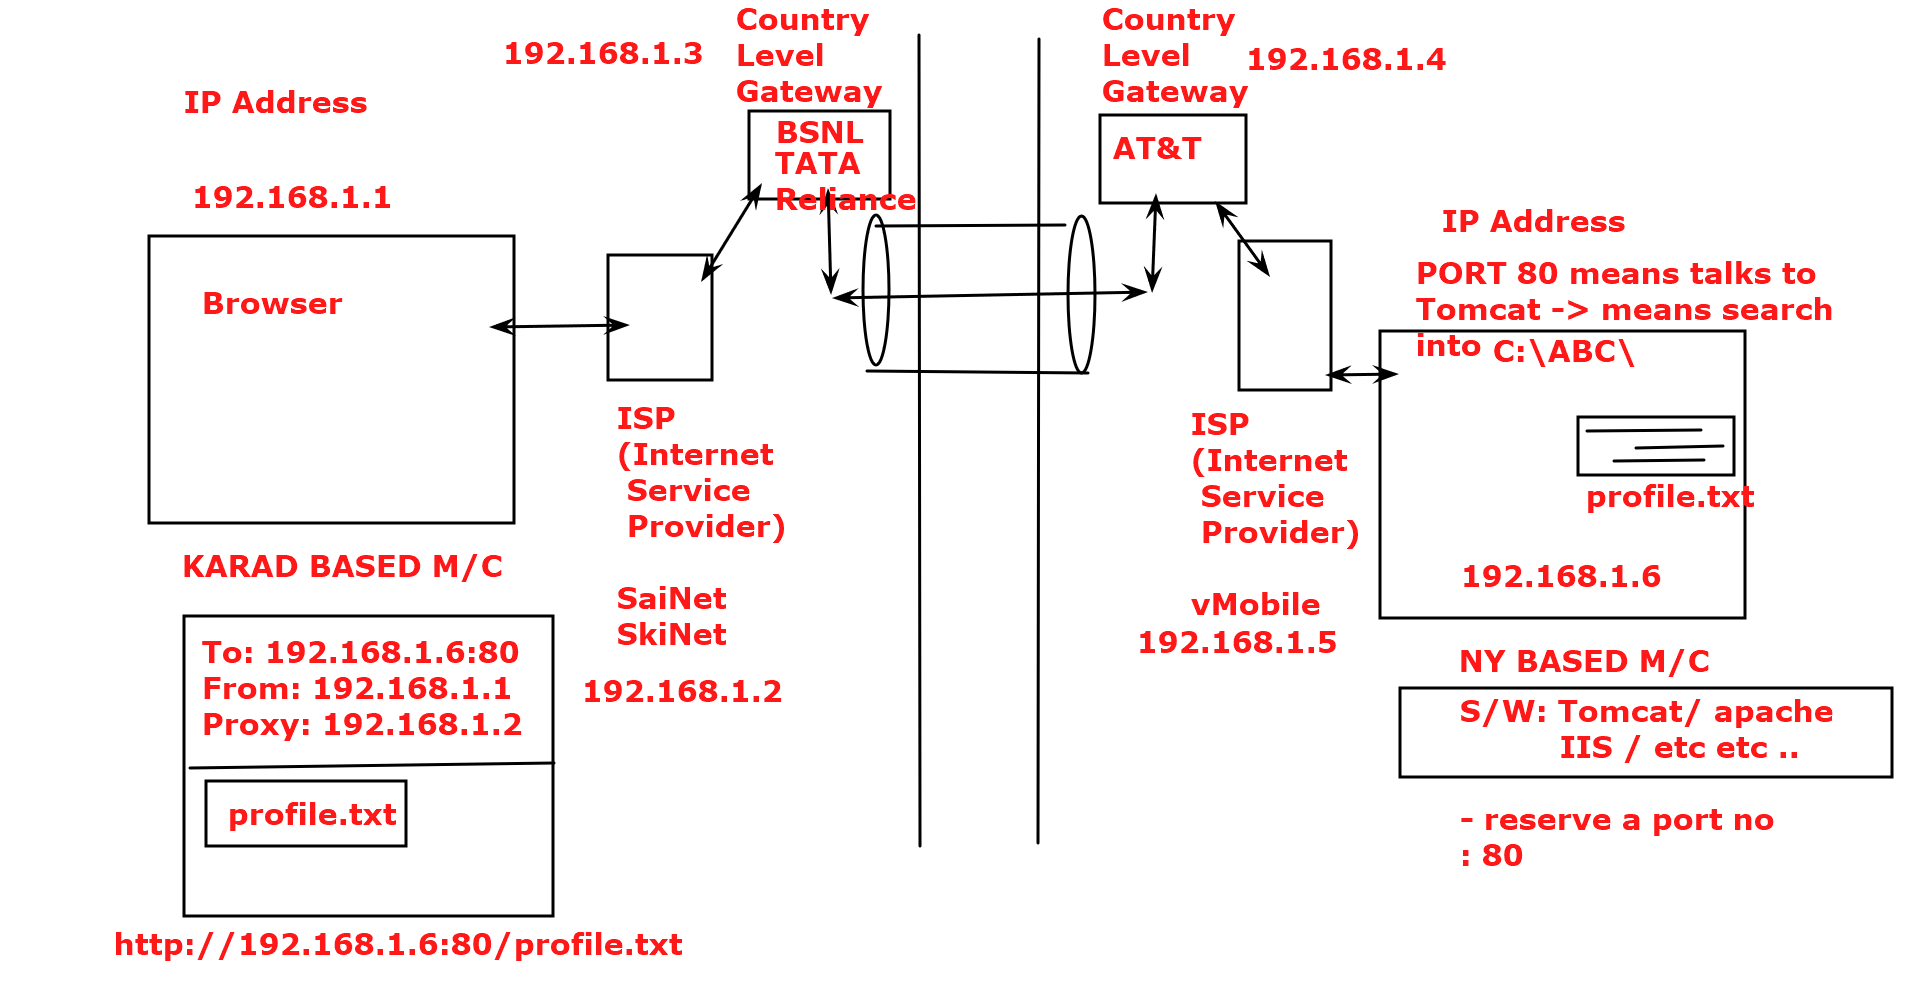 IP Address
192.168.1.1
Browser
KARAD BASED M/C
To: 192.168.1.6:80
From: 192.168.1.1
Proxy: 192.168.1.2
profile.txt
http://192.168.1.6:80/profile.txt
192.168.1.3
Country
Level
Gateway
BSNL
TATA
Reliance
ISP
(Internet
Service
Provider)
SaiNet
SkiNet
192.168.1.2
Country
Level
Gateway
192.168.1.4
AT&T
ISP
(Internet
Service
Provider)
vMobile
192.168.1.5
IP Address
PORT 80 means talks to
Tomcat -> means search
into C:\ABC\
profile.txt
192.168.1.6
NY BASED M/C
S/W: Tomcat/ apache
IIS / etc etc ..
- reserve a port no
: 80